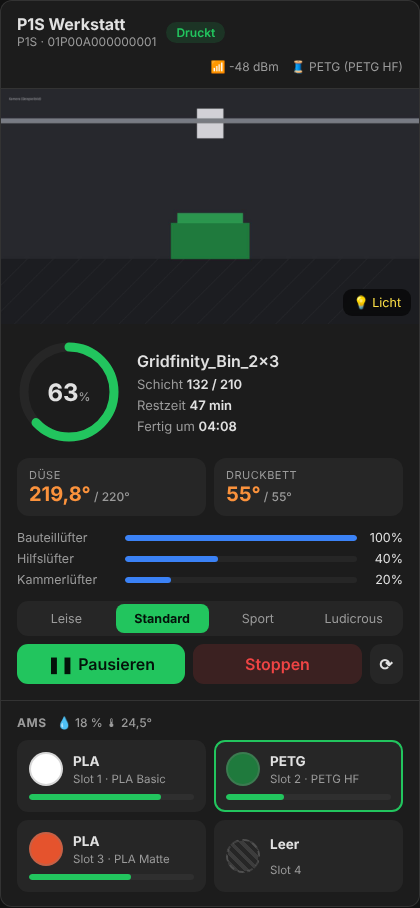 P1S Werkstatt
P1S · 01P00A000000001
Druckt
-48 dBm
PETG (PETG HF)
Licht
63%
Gridfinity_Bin_2×3
Schicht 132 / 210
Restzeit 47 min
Fertig um 04:08
DÜSE
219,8° / 220°
DRUCKBETT
55° / 55°
Bauteillüfter 100%
Hilfslüfter 40%
Kammerlüfter 20%
Leise Standard Sport Ludicrous
Pausieren
Stoppen
AMS 18 % 24,5°
PLA
Slot 1 · PLA Basic
PETG
Slot 2 · PETG HF
PLA
Slot 3 · PLA Matte
Leer
Slot 4